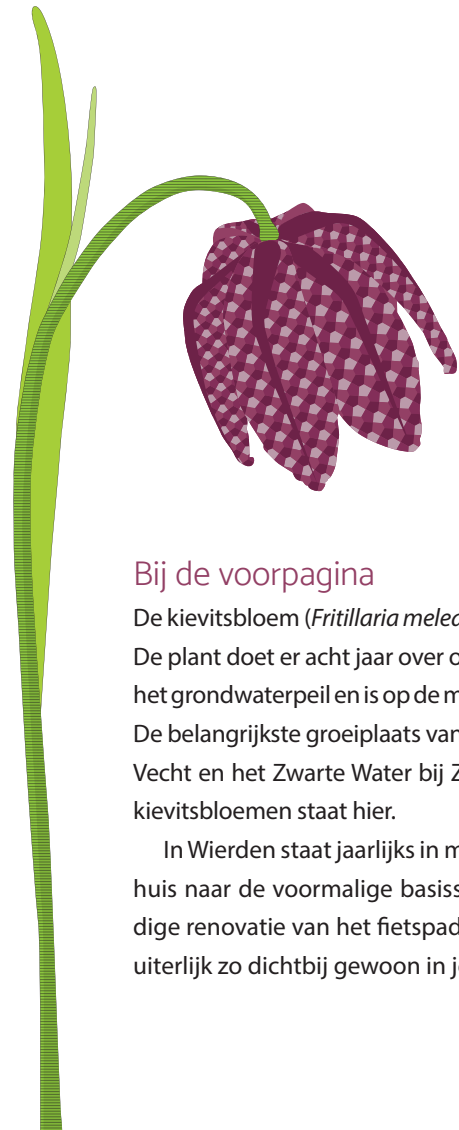 Bij de voorpagina
De kievitsbloem (Fritillaria melea
De plant doet er acht jaar over o
het grondwaterpeil en is op de m
De belangrijkste groeiplaats van
Vecht en het Zwarte Water bij Z
kievitsbloemen staat hier.
In Wierden staat jaarlijks in m
huis naar de voormalige basiss
dige renovatie van het fietspad
uiterlijk zo dichtbij gewoon in j